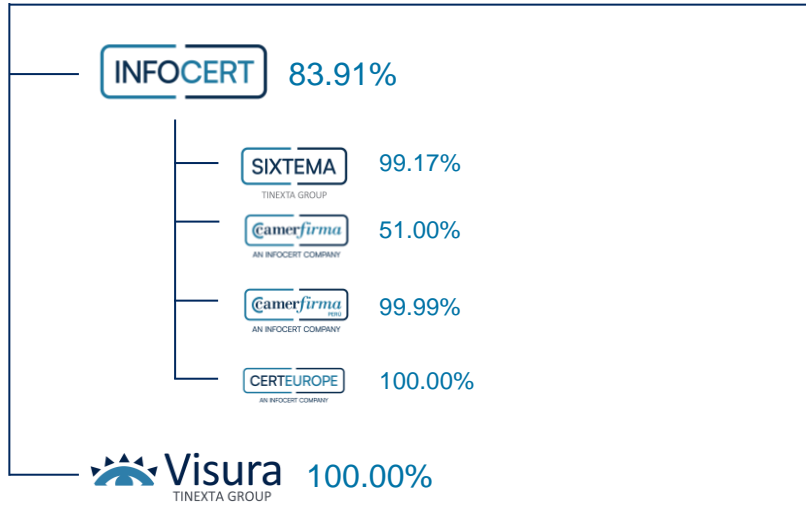 INFOCERT 83.91%
SIXTEMA 99.17%
TINEXTA GROUP
Camerfirma 51.00%
AN INFOCERT COMPANY
Camerfirma 99.99%
PERÚ
AN INFOCERT COMPANY
CERTEUROPE 100.00%
AN INFOCERT COMPANY
Visura 100.00%
TINEXTA GROUP